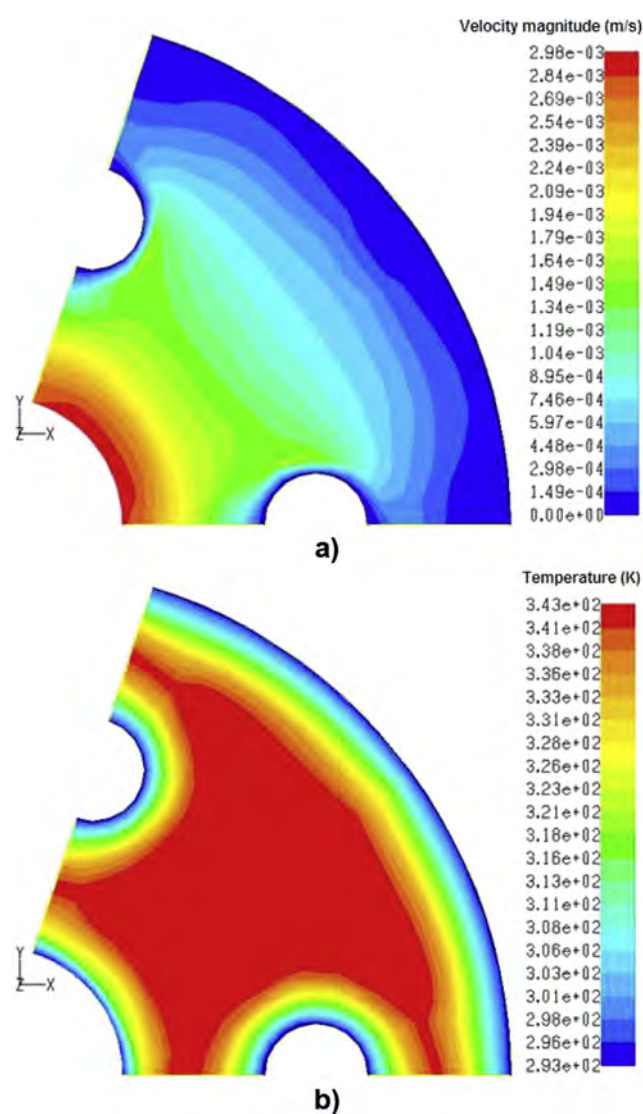 Velocity magnitude (m/s)
2.98e-03
2.84e-03
2.69e-03
2.54e-03
2.39e-03
2.24e-03
2.09e-03
1.94e-03
1.79e-03
1.64e-03
1.49e-03
1.34e-03
1.19e-03
1.04e-03
8.95e-04
7.46e-04
5.97e-04
4.48e-04
2.98e-04
1.49e-04
0.00e+00
Y
Z X
a)
Temperature (K)
3.43e+02
3.41e+02
3.38e+02
3.36e+02
3.33e+02
3.31e+02
3.28e+02
3.26e+02
3.23e+02
3.21e+02
3.18e+02
3.16e+02
3.13e+02
3.11e+02
3.08e+02
3.06e+02
3.03e+02
3.01e+02
2.98e+02
2.96e+02
2.93e+02
Y
Z X
b)